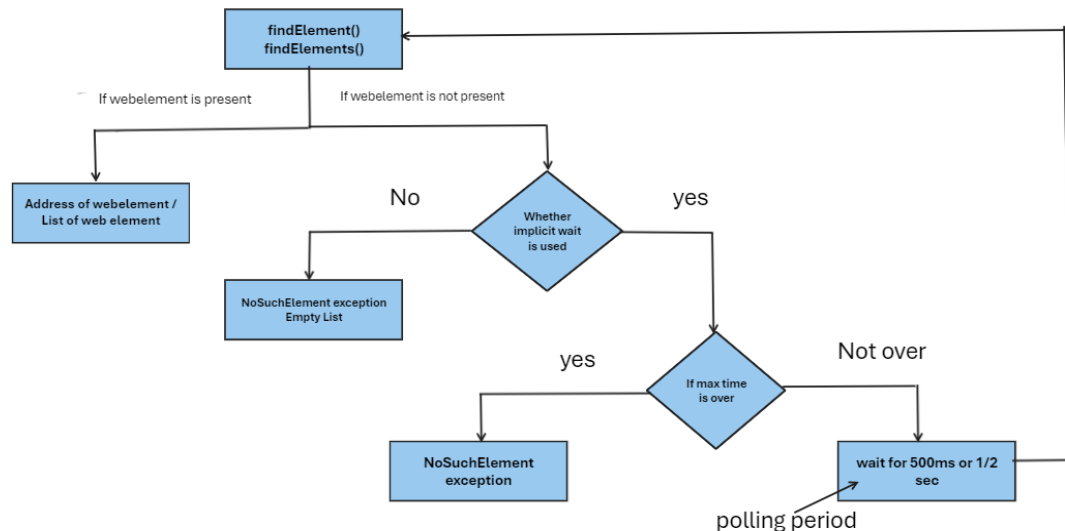 findElement()
findElements()
If webelement is present
If webelement is not present
Address of webelement /
List of web element
No
Whether
implicit wait
is used
yes
NoSuchElement exception
Empty List
yes
If max time
is over
Not over
NoSuchElement
exception
wait for 500ms or 1/2
sec
polling period